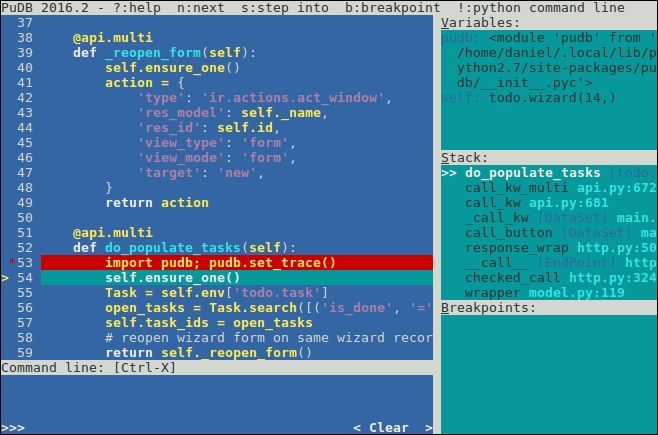 PuDB 2016.2 - ?:help  n:next  s:step into  b:breakpoint  !:python command line
37
38     @api.multi
39     def _reopen_form(self):
40         self.ensure_one()
41         action = {
42             'type': 'ir.actions.act_window',
43             'res_model': self._name,
44             'res_id': self.id,
45             'view_type': 'form',
46             'view_mode': 'form',
47             'target': 'new',
48         }
49         return action
50
51     @api.multi
52     def do_populate_tasks(self):
*53         import pudb; pudb.set_trace()
> 54         self.ensure_one()
55         Task = self.env['todo.task']
56         open_tasks = Task.search([('is_done', '='
57         self.task_ids = open_tasks
58         # reopen wizard form on same wizard recor
59         return self._reopen_form()
Command line: [Ctrl-X]
>>>                                        < Clear  >
Variables:
pudb: <module 'pudb' from '
/home/daniel/.local/lib/p
ython2.7/site-packages/pu
db/__init__.pyc'>
self: todo.wizard(14,)
Stack:
>> do_populate_tasks [todo.
call_kw_multi api.py:672
call_kw api.py:681
_call_kw [DataSet] main.
call_button [DataSet] ma
response_wrap http.py:50
__call__ [EndPoint] http
checked_call http.py:324
wrapper model.py:119
Breakpoints: